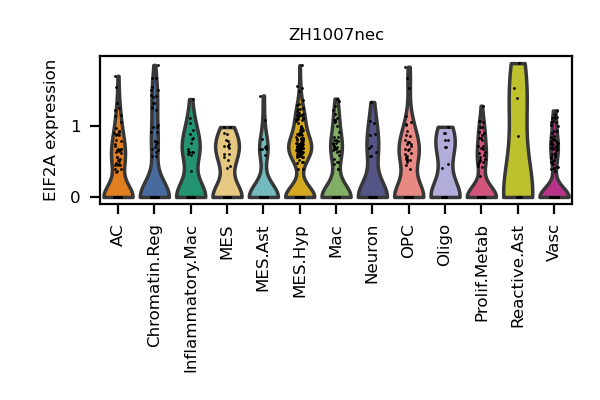 ZH1007nec
EIF2A expression
1
0
AC
Chromatin.Reg
Inflammatory.Mac
MES
MES.Ast
MES.Hyp
Mac
Neuron
OPC
Oligo
Prolif.Metab
Reactive.Ast
Vasc